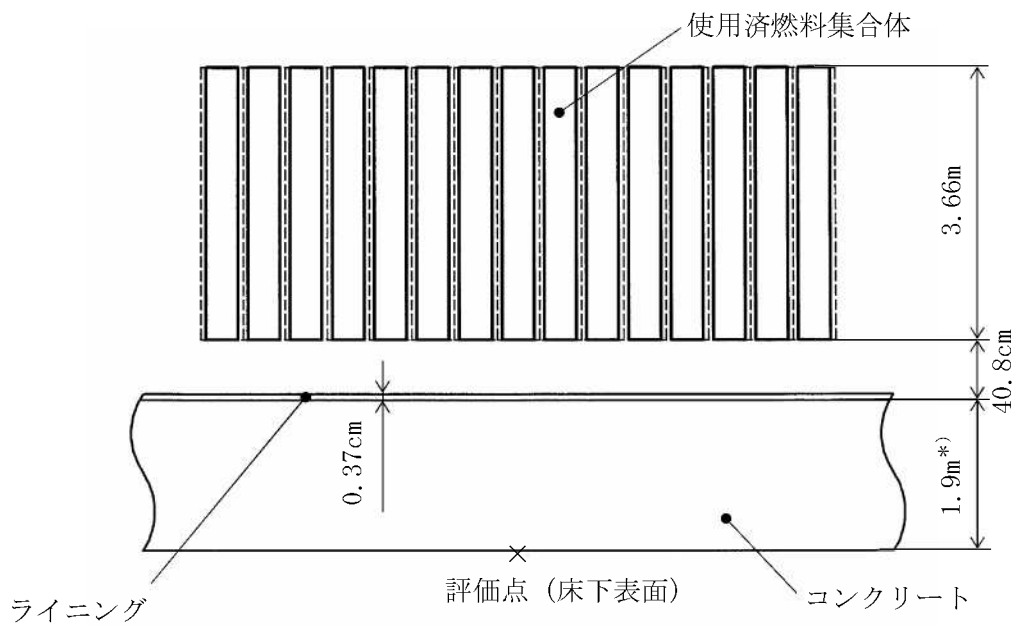 使用済燃料集合体
3.66m
40.8cm
0.37cm
1.9m*)
評価点（床下表面）
ライニング
コンクリート